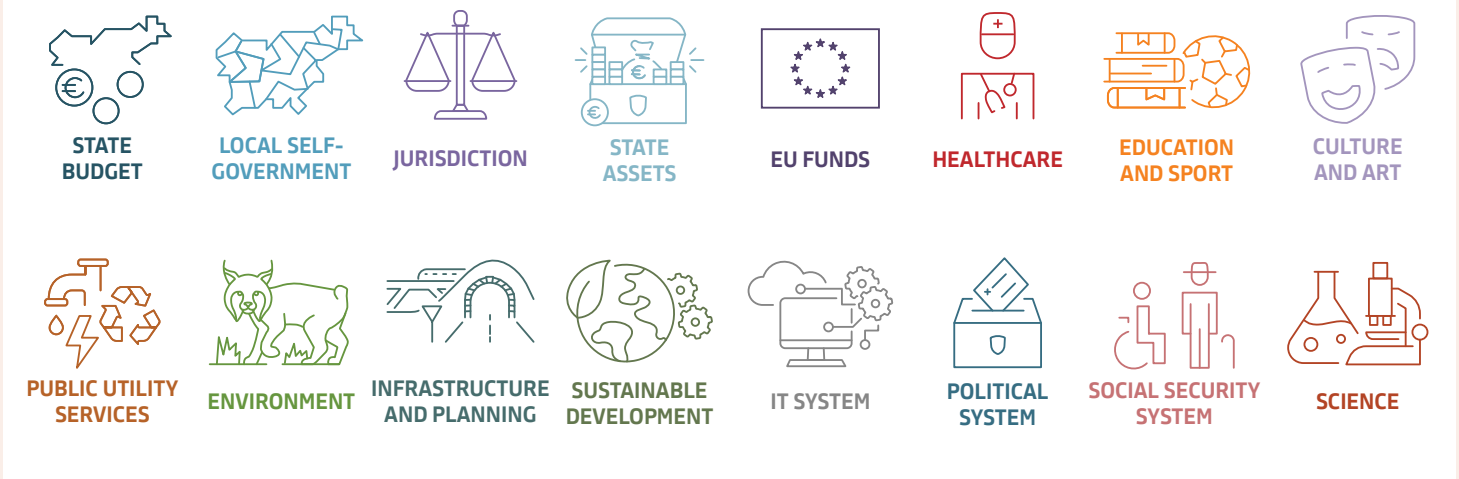 STATE
BUDGET
LOCAL SELF-
GOVERNMENT
JURISDICTION
STATE
ASSETS
EU FUNDS
HEALTHCARE
EDUCATION
AND SPORT
CULTURE
AND ART
PUBLIC UTILITY
SERVICES
ENVIRONMENT
INFRASTRUCTURE
AND PLANNING
SUSTAINABLE
DEVELOPMENT
IT SYSTEM
POLITICAL
SYSTEM
SOCIAL SECURITY
SYSTEM
SCIENCE